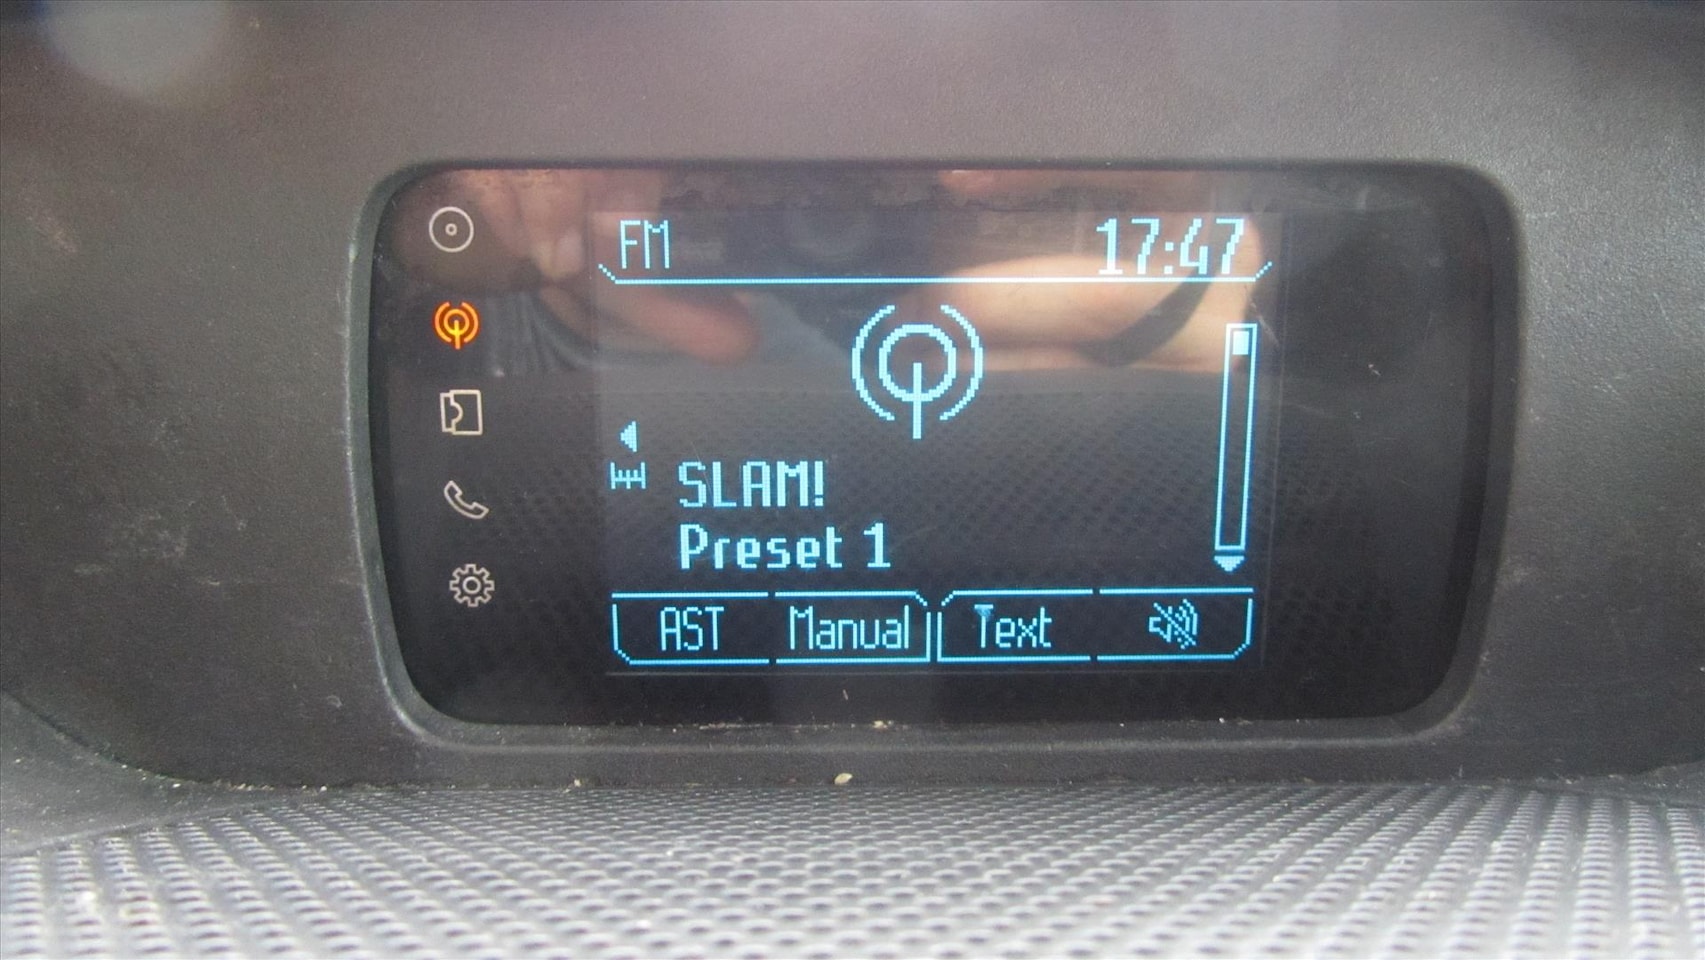 FM 17:47
SLAM!
Preset 1
AST Manual Text